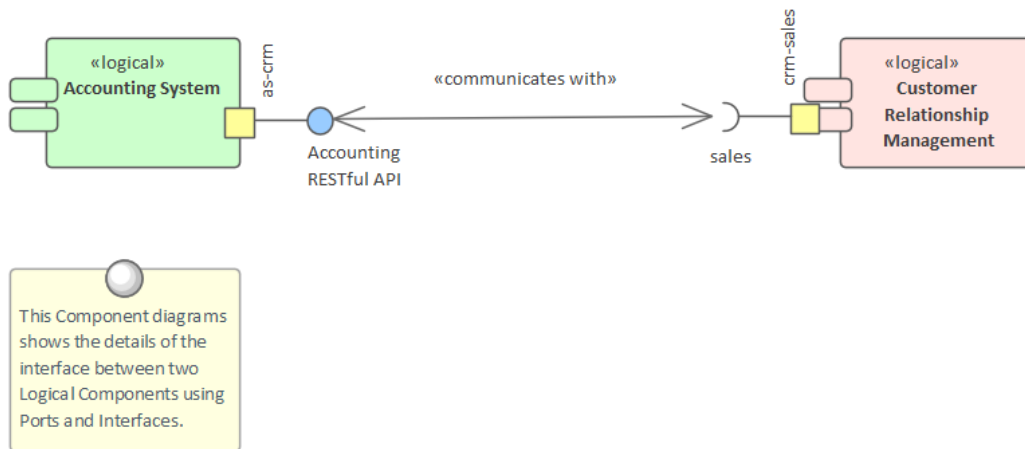 «logical»
Accounting System
as-crm
«communicates with»
Accounting
RESTful API
sales
crm-sales
«logical»
Customer
Relationship
Management
This Component diagrams
shows the details of the
interface between two
Logical Components using
Ports and Interfaces.